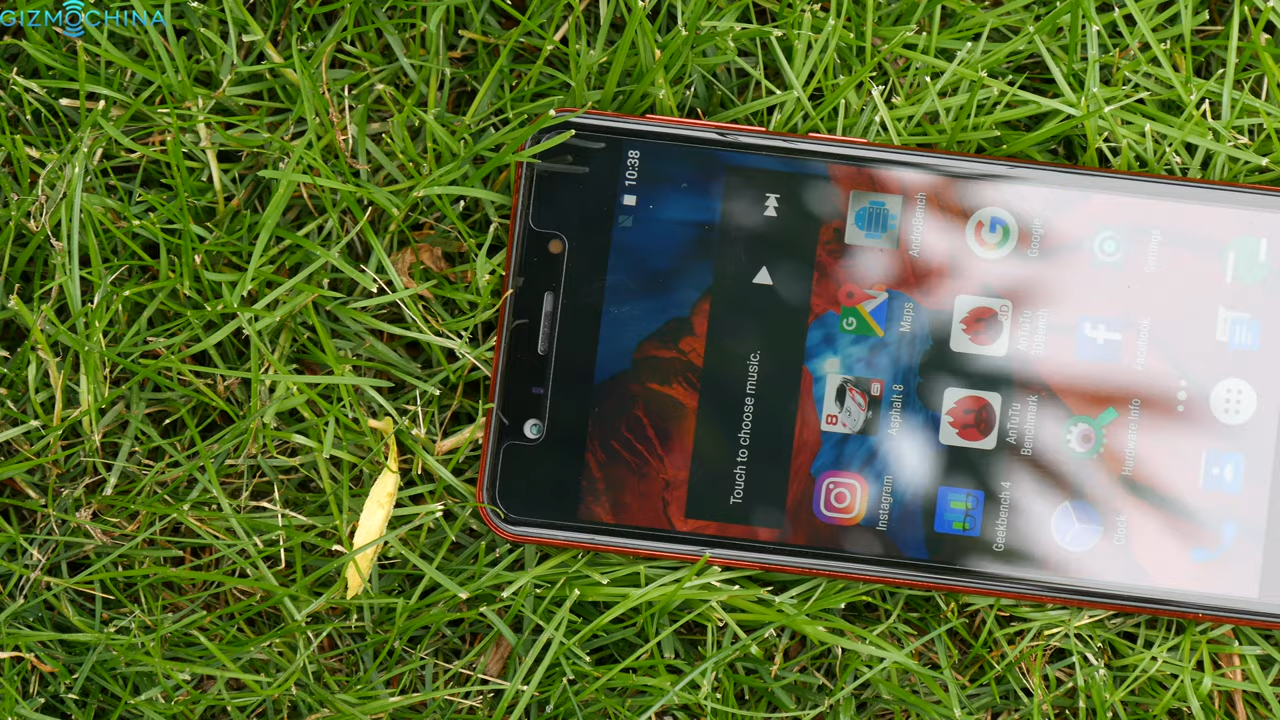 GIZMOCHINA
10:38
Touch to choose music.
AndroBench
Google
Settings
Maps
AnTuTu
3DBench
Facebook
Asphalt 8
AnTuTu
Benchmark
Hardware Info
Instagram
Geekbench 4
Clock